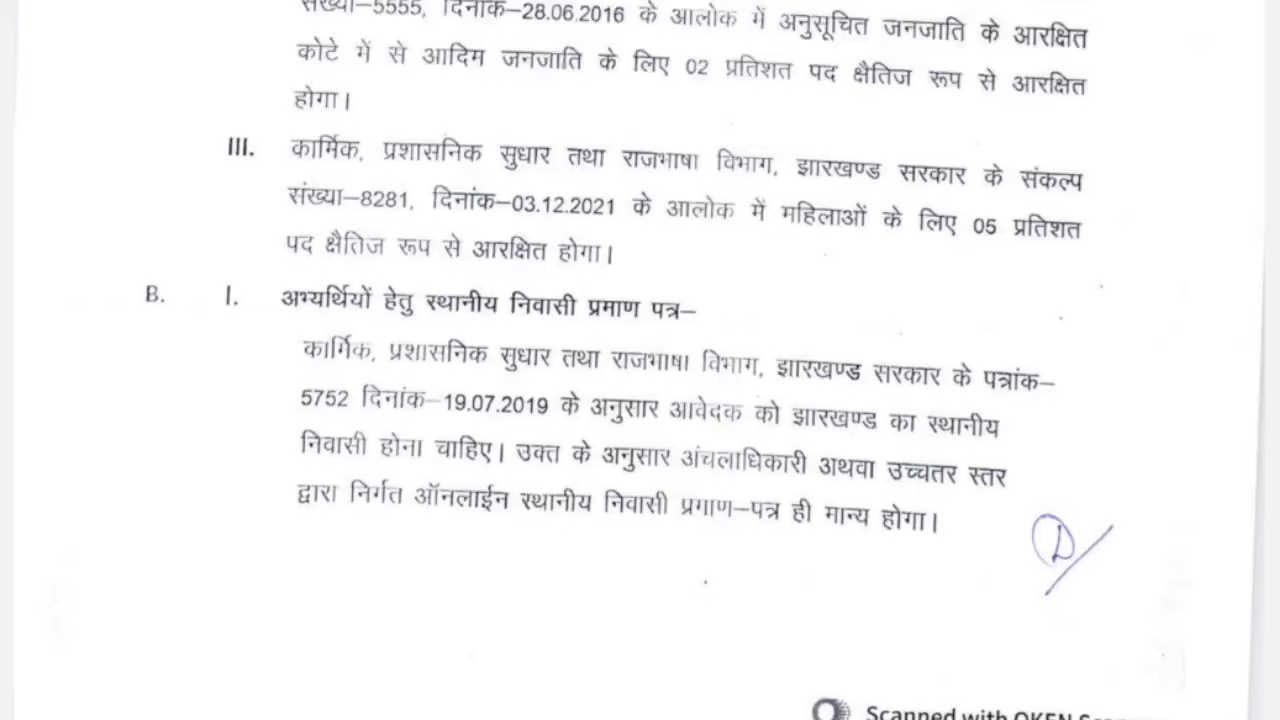 संख्या–5555, दिनांक–28.06.2016 के आलोक में अनुसूचित जनजाति के आरक्षित
कोटे में से आदिम जनजाति के लिए 02 प्रतिशत पद क्षैतिज रूप से आरक्षित
होगा।
III. कार्मिक, प्रशासनिक सुधार तथा राजभाषा विभाग, झारखण्ड सरकार के संकल्प
संख्या–8281, दिनांक–03.12.2021 के आलोक में महिलाओं के लिए 05 प्रतिशत
पद क्षैतिज रूप से आरक्षित होगा।
B. I. अभ्यर्थियों हेतु स्थानीय निवासी प्रमाण पत्र–
कार्मिक, प्रशासनिक सुधार तथा राजभाषा विभाग, झारखण्ड सरकार के पत्रांक–
5752 दिनांक–19.07.2019 के अनुसार आवेदक को झारखण्ड का स्थानीय
निवासी होना चाहिए। उक्त के अनुसार अंचलाधिकारी अथवा उच्चतर स्तर
द्वारा निर्गत ऑनलाईन स्थानीय निवासी प्रमाण–पत्र ही मान्य होगा।
Scanned with OKEN Scanner